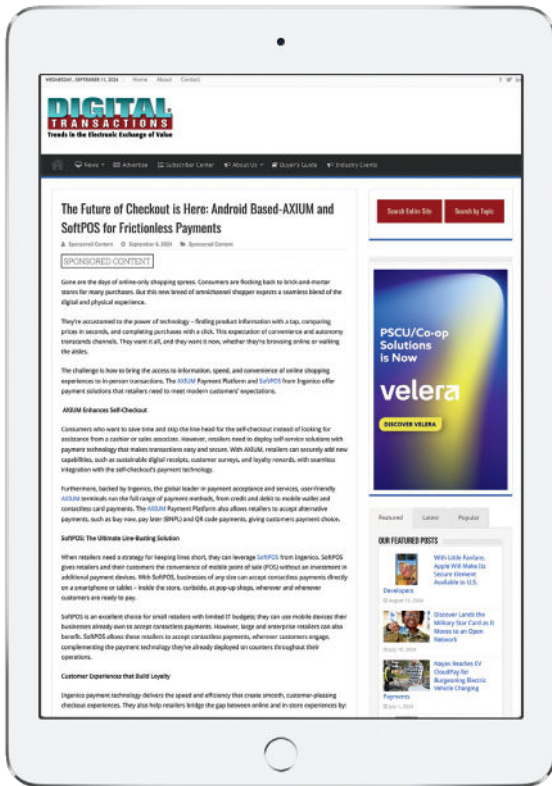 WEDNESDAY, SEPTEMBER 11, 2024 Home About Contact
DIGITAL
TRANSACTIONS
Trends in the Electronic Exchange of Value
News Advertise Subscriber Center About Us Buyer's Guide Industry Events
The Future of Checkout is Here: Android Based-AXIUM and
SoftPOS for Frictionless Payments
Sponsored Content September 6, 2024 Sponsored Content
SPONSORED CONTENT
Gone are the days of online-only shopping sprees. Consumers are flocking back to brick-and-mortar
stores for many purchases. But this new breed of omnichannel shopper expects a seamless blend of the
digital and physical experience.
They're accustomed to the power of technology – finding product information with a tap, comparing
prices in seconds, and completing purchases with a click. This expectation of convenience and autonomy
transcends channels. They want it all, and they want it now, whether they're browsing online or walking
the aisles.
The challenge is how to bring the access to information, speed, and convenience of online shopping
experiences to in-person transactions. The AXIUM Payment Platform and SoftPOS from Ingenico offer
payment solutions that retailers need to meet modern customers' expectations.
AXIUM Enhances Self-Checkout
Consumers who want to save time and skip the line head for the self-checkout instead of looking for
assistance from a cashier or sales associate. However, retailers need to deploy self-service solutions with
payment technology that makes transactions easy and secure. With AXIUM, retailers can securely add new
capabilities, such as sustainable digital receipts, customer surveys, and loyalty rewards, with seamless
integration with the self-checkout's payment technology.
Furthermore, backed by Ingenico, the global leader in payment acceptance and services, user-friendly
AXIUM terminals run the full range of payment methods, from credit and debit to mobile wallet and
contactless card payments. The AXIUM Payment Platform also allows retailers to accept alternative
payments, such as buy now, pay later (BNPL) and QR code payments, giving customers payment choice.
SoftPOS: The Ultimate Line-Busting Solution
When retailers need a strategy for keeping lines short, they can leverage SoftPOS from Ingenico. SoftPOS
gives retailers and their customers the convenience of mobile point of sale (POS) without an investment in
additional payment devices. With SoftPOS, businesses of any size can accept contactless payments directly
on a smartphone or tablet – inside the store, curbside, at pop-up shops, wherever and whenever
customers are ready to pay.
SoftPOS is an excellent choice for small retailers with limited IT budgets; they can use mobile devices their
businesses already own to accept contactless payments. However, large and enterprise retailers can also
benefit. SoftPOS allows these retailers to accept contactless payments, wherever customers engage,
complementing the payment technology they've already deployed on counters throughout their
operations.
Customer Experiences that Build Loyalty
Ingenico payment technology delivers the speed and efficiency that create smooth, customer-pleasing
checkout experiences. They also help retailers bridge the gap between online and in-store experiences by:
Search Entire Site Search by Topic
PSCU/Co-op
Solutions
is Now
velera
DISCOVER VELERA
Featured Latest Popular
OUR FEATURED POSTS
With Little Fanfare,
Apple Will Make Its
Secure Element
Available to U.S.
Developers
August 15, 2024
Discover Lands the
Military Star Card as It
Moves to an Open
Network
July 10, 2024
Nayax Readies EV
CloudPay for
Burgeoning Electric
Vehicle Charging
Payments
July 1, 2024